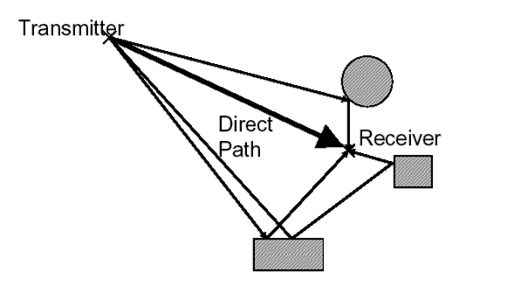 Transmitter
Direct
Path
Receiver